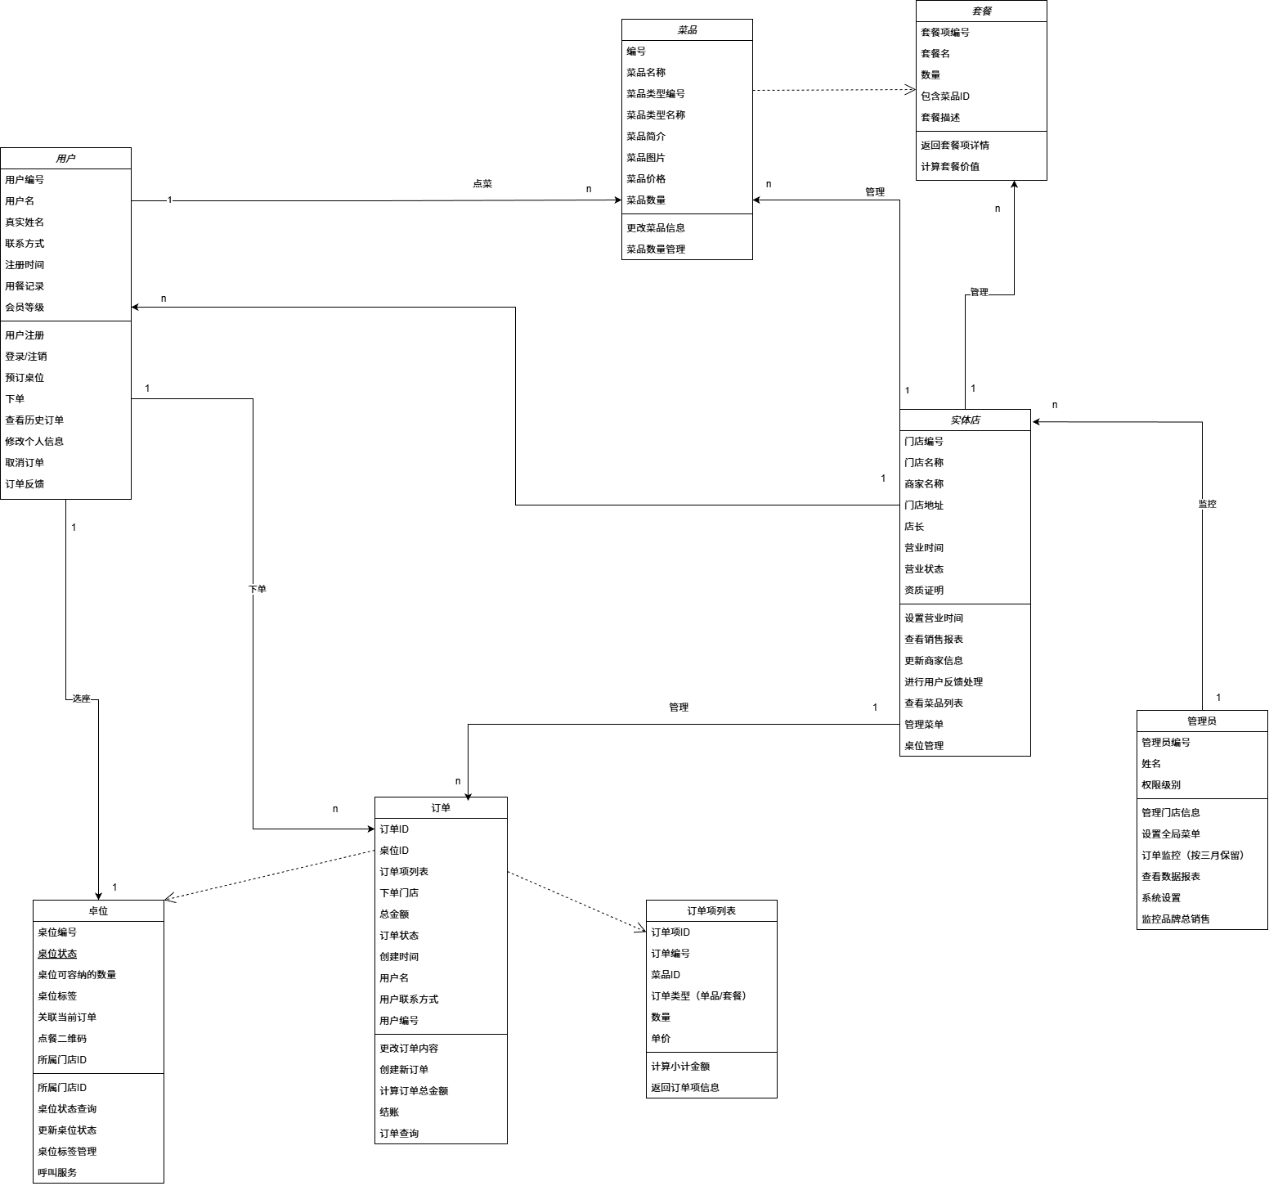 套餐
套餐项编号
套餐名
数量
包含菜品ID
套餐描述
返回套餐项详情
计算套餐价值
菜品
编号
菜品名称
菜品类型编号
菜品类型名称
菜品简介
菜品图片
菜品价格
菜品数量
更改菜品信息
菜品数量管理
用户
用户编号
用户名
真实姓名
联系方式
注册时间
用餐记录
会员等级
用户注册
登录/注销
预订桌位
下单
查看历史订单
修改个人信息
取消订单
订单反馈
1
点菜
n
n
管理
1
n
管理
1
n
1
1
下单
n
1
选座
1
n
监控
1
实体店
门店编号
门店名称
商家名称
门店地址
店长
营业时间
营业状态
资质证明
设置营业时间
查看销售报表
更新商家信息
进行用户反馈处理
查看菜品列表
管理菜单
桌位管理
管理
1
n
管理员
管理员编号
姓名
权限级别
管理门店信息
设置全局菜单
订单监控（按三月保留）
查看数据报表
系统设置
监控品牌总销售
订单
订单ID
桌位ID
订单项列表
下单门店
总金额
订单状态
创建时间
用户名
用户联系方式
用户编号
更改订单内容
创建新订单
计算订单总金额
结账
订单查询
卓位
桌位编号
桌位状态
桌位可容纳的数量
桌位标签
关联当前订单
点餐二维码
所属门店ID
所属门店ID
桌位状态查询
更新桌位状态
桌位标签管理
呼叫服务
订单项列表
订单项ID
订单编号
菜品ID
订单类型（单品/套餐）
数量
单价
计算小计金额
返回订单项信息